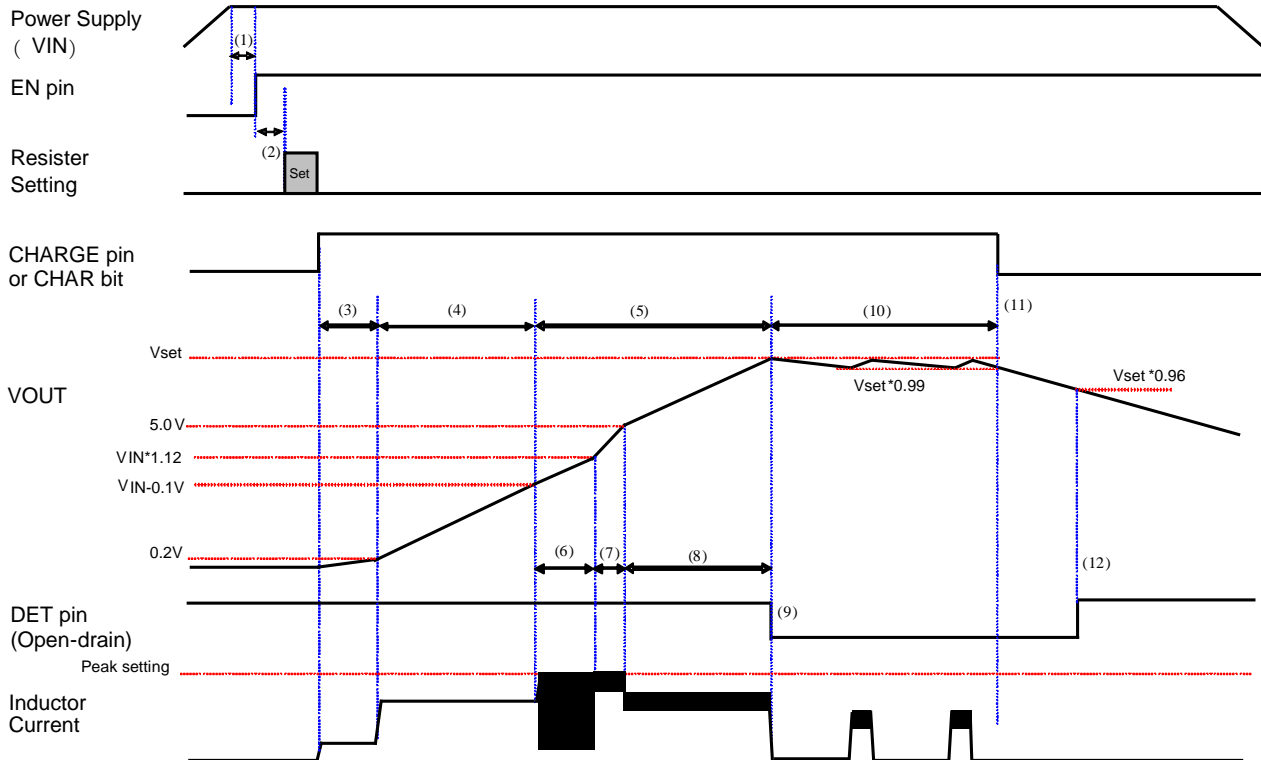 Power Supply
( VIN)
(1)
EN pin
(2)
Resister
Setting
Set
CHARGE pin
or CHAR bit
(3)
(4)
(5)
(10)
(11)
Vset
Vset*0.99
Vset*0.96
VOUT
5.0V
VIN*1.12
VIN-0.1V
0.2V
(6)
(7)
(8)
(12)
DET pin
(Open-drain)
(9)
Peak setting
Inductor
Current